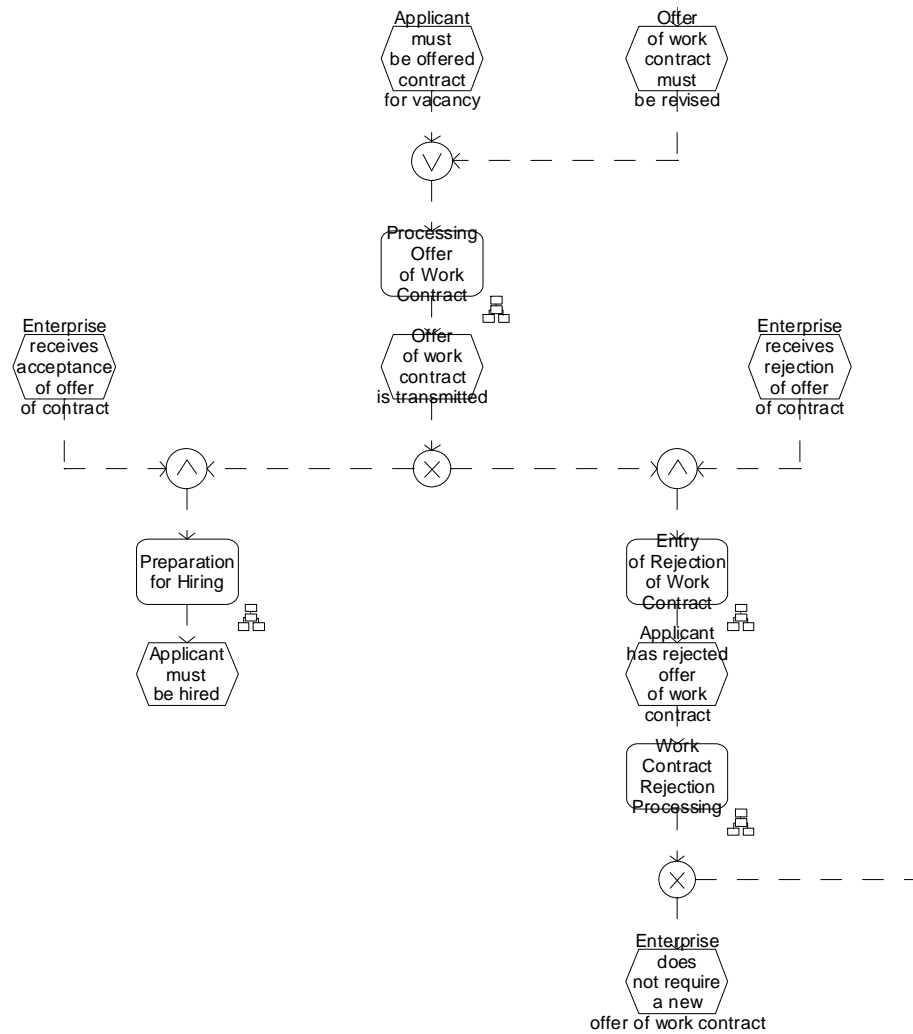 Applicant
must
be offered
contract
for vacancy
Offer
of work
contract
must
be revised
Processing
Offer
of Work
Contract
Enterprise
receives
acceptance
of offer
of contract
Offer
of work
contract
is transmitted
Enterprise
receives
rejection
of offer
of contract
Preparation
for Hiring
Entry
of Rejection
of Work
Contract
Applicant
must
be hired
Applicant
has rejected
offer
of work
contract
Work
Contract
Rejection
Processing
Enterprise
does
not require
a new
offer of work contract